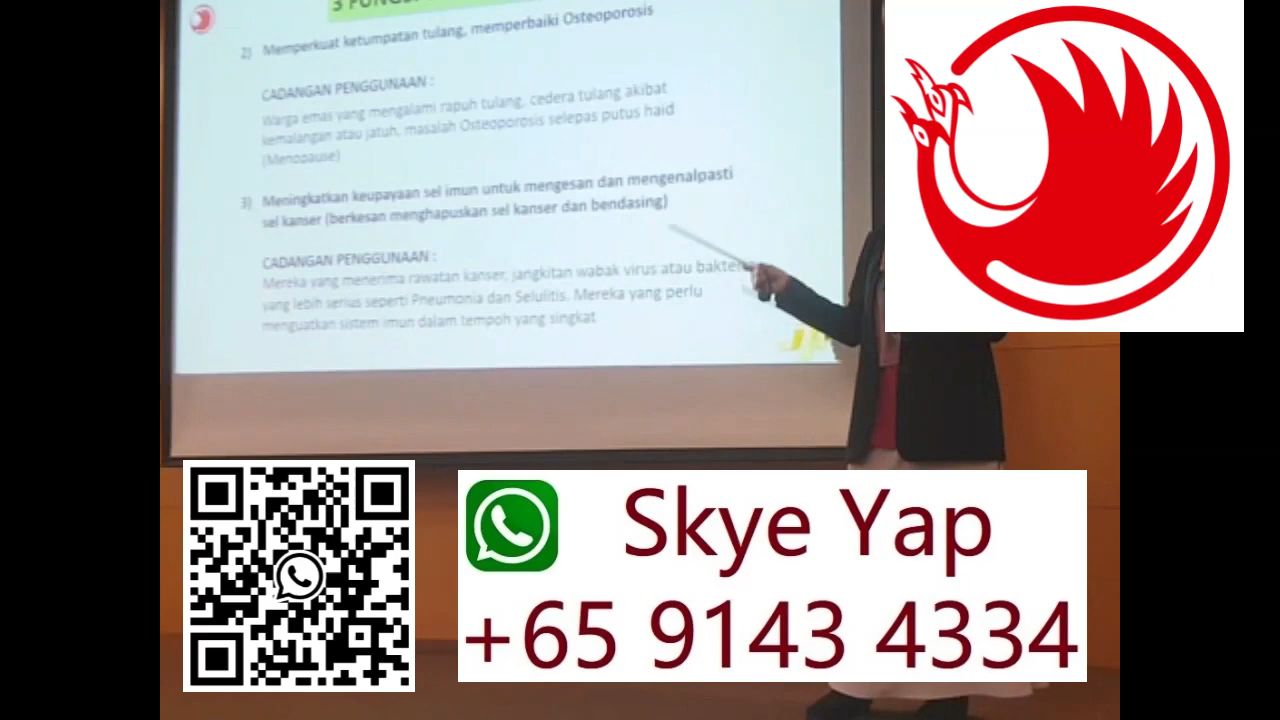 3 FUNGSI
2) Memperkuat ketumpatan tulang, memperbaiki Osteoporosis
CADANGAN PENGGUNAAN :
Warga emas yang mengalami rapuh tulang, cedera tulang akibat
kemalangan atau jatuh, masalah Osteoporosis selepas putus haid
(Menopause)
3) Meningkatkan keupayaan sel imun untuk mengesan dan mengenalpasti
sel kanser (berkesan menghapuskan sel kanser dan bendasing)
CADANGAN PENGGUNAAN :
Mereka yang menerima rawatan kanser, jangkitan wabak virus atau bakteria
yang lebih serius seperti Pneumonia dan Selulitis. Mereka yang perlu
menguatkan sistem imun dalam tempoh yang singkat
Skye Yap
+65 9143 4334